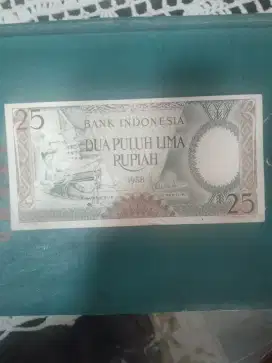 25
BANK INDONESIA
DUA PULUH LIMA
RUPIAH
1958
25